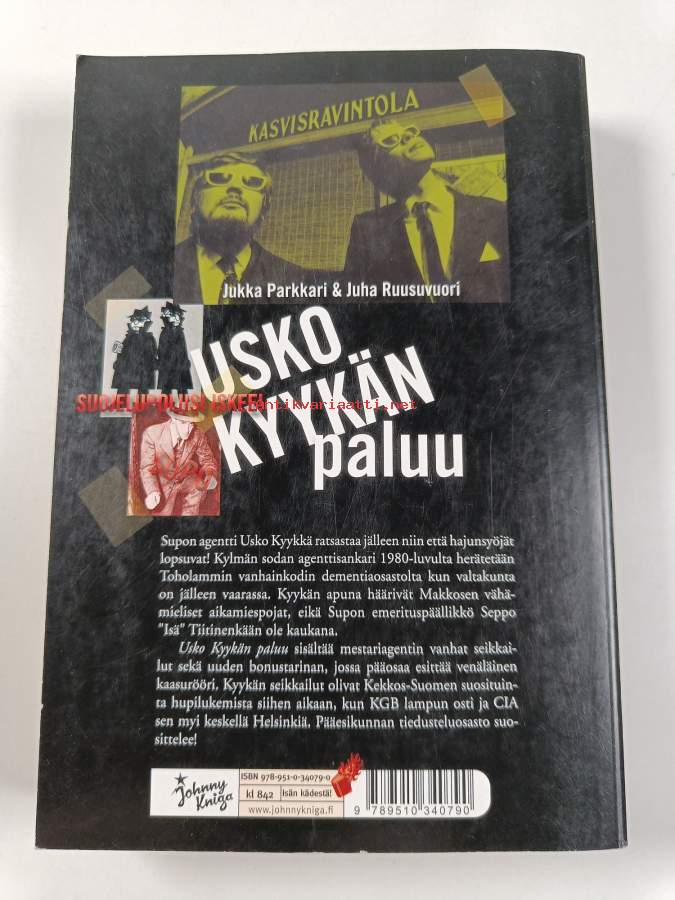 KASVISRAVINTOLA
Jukka Parkkari & Juha Ruusuvuori
USKO
SUOJELUPOLIISI ISKEE!
antikvariaatti.net
KYYKÄN
paluu
Supon agentti Usko Kyykkä ratsastaa jälleen niin että hajunsyöjät
lopsuvat! Kylmän sodan agenttisankari 1980-luvulta herätetään
Toholammin vanhainkodin dementiaosastolta kun valtakunta
on jälleen vaarassa. Kyykän apuna häärivät Makkosen vähä-
mieliset aikamiespojat, eikä Supon emerituspäällikkö Seppo
"Isä" Tiitinenkään ole kaukana.
Usko Kyykän paluu sisältää mestariagentin vanhat seikkai-
lut sekä uuden bonustarinan, jossa pääosaa esittää venäläinen
kaasurööri. Kyykän seikkailut olivat Kekkos-Suomen suosituin-
ta hupilukemista siihen aikaan, kun KGB lampun osti ja CIA
sen myi keskellä Helsinkiä. Pääesikunnan tiedusteluosasto suo-
sittelee!
Johnny
Kniga
ISBN 978-951-0-34079-0
kl 842
Isän kädestä!
www.johnnykniga.fi
9 789510 340790